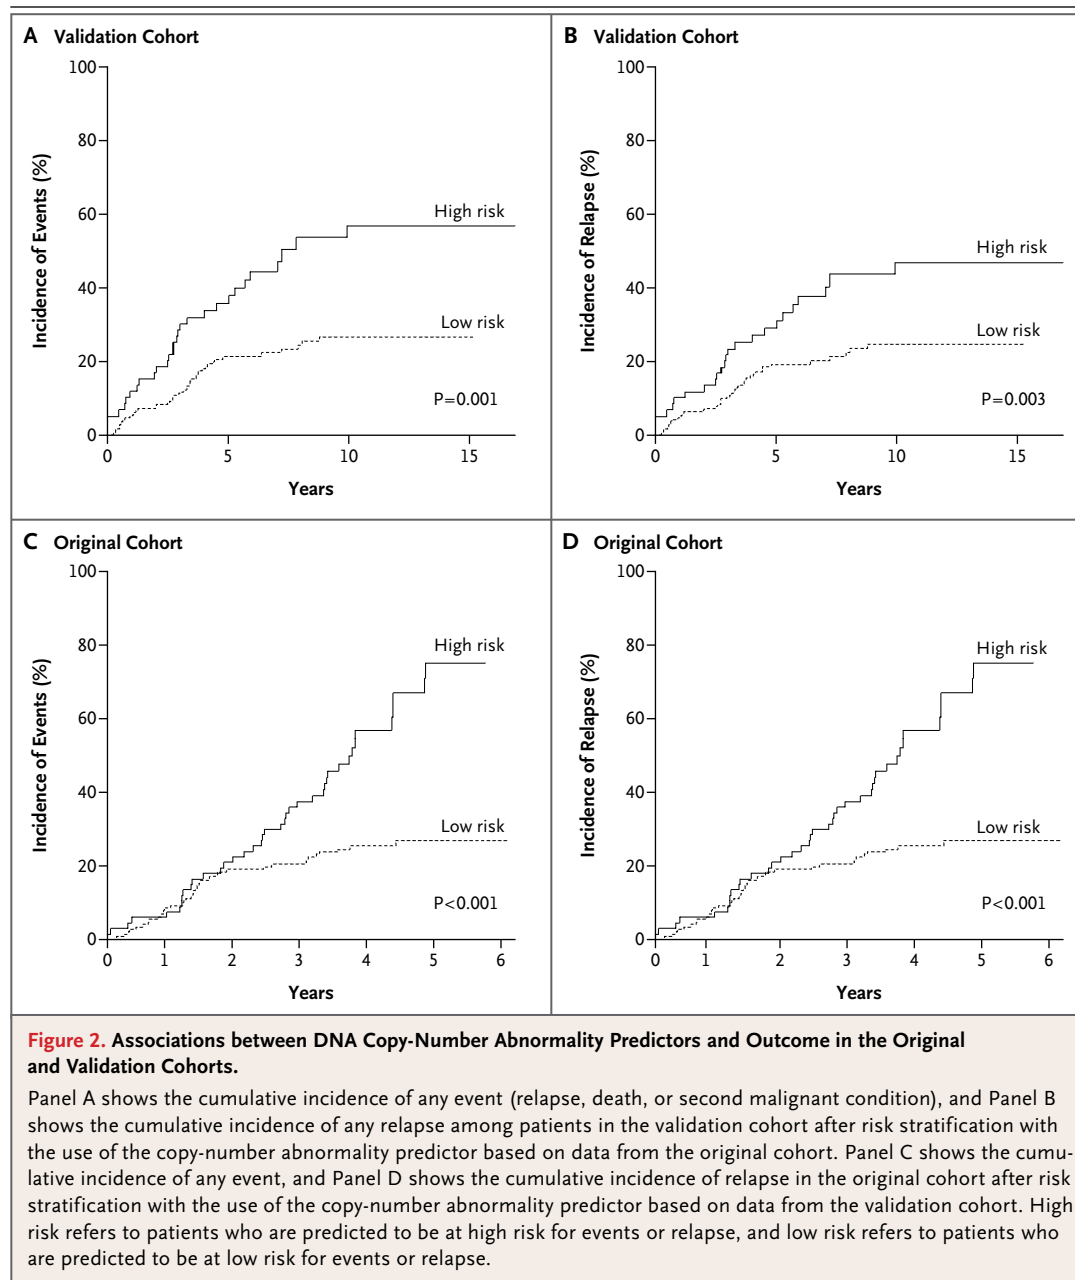 A Validation Cohort
100
80
60
40
20
0
Incidence of Events (%)
High risk
Low risk
P=0.001
0 5 10 15
Years
B Validation Cohort
100
80
60
40
20
0
Incidence of Relapse (%)
High risk
Low risk
P=0.003
0 5 10 15
Years
C Original Cohort
100
80
60
40
20
0
Incidence of Events (%)
High risk
Low risk
P<0.001
0 1 2 3 4 5 6
Years
D Original Cohort
100
80
60
40
20
0
Incidence of Relapse (%)
High risk
Low risk
P<0.001
0 1 2 3 4 5 6
Years
Figure 2. Associations between DNA Copy-Number Abnormality Predictors and Outcome in the Original
and Validation Cohorts.
Panel A shows the cumulative incidence of any event (relapse, death, or second malignant condition), and Panel B
shows the cumulative incidence of any relapse among patients in the validation cohort after risk stratification with
the use of the copy-number abnormality predictor based on data from the original cohort. Panel C shows the cumu-
lative incidence of any event, and Panel D shows the cumulative incidence of relapse in the original cohort after risk
stratification with the use of the copy-number abnormality predictor based on data from the validation cohort. High
risk refers to patients who are predicted to be at high risk for events or relapse, and low risk refers to patients who
are predicted to be at low risk for events or relapse.